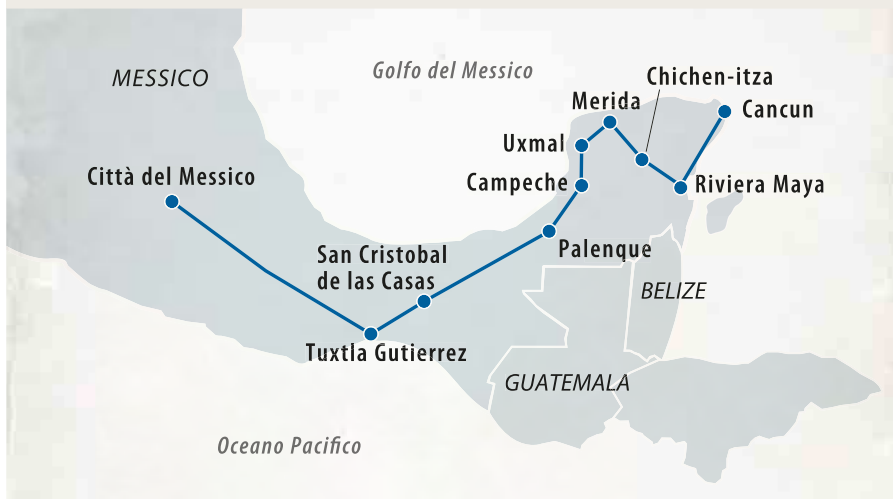 MESSICO
Golfo del Messico
Chichen-itza
Merida
Cancun
Uxmal
Città del Messico
Campeche
Riviera Maya
San Cristobal
de las Casas
Palenque
BELIZE
Tuxtla Gutierrez
GUATEMALA
Oceano Pacifico